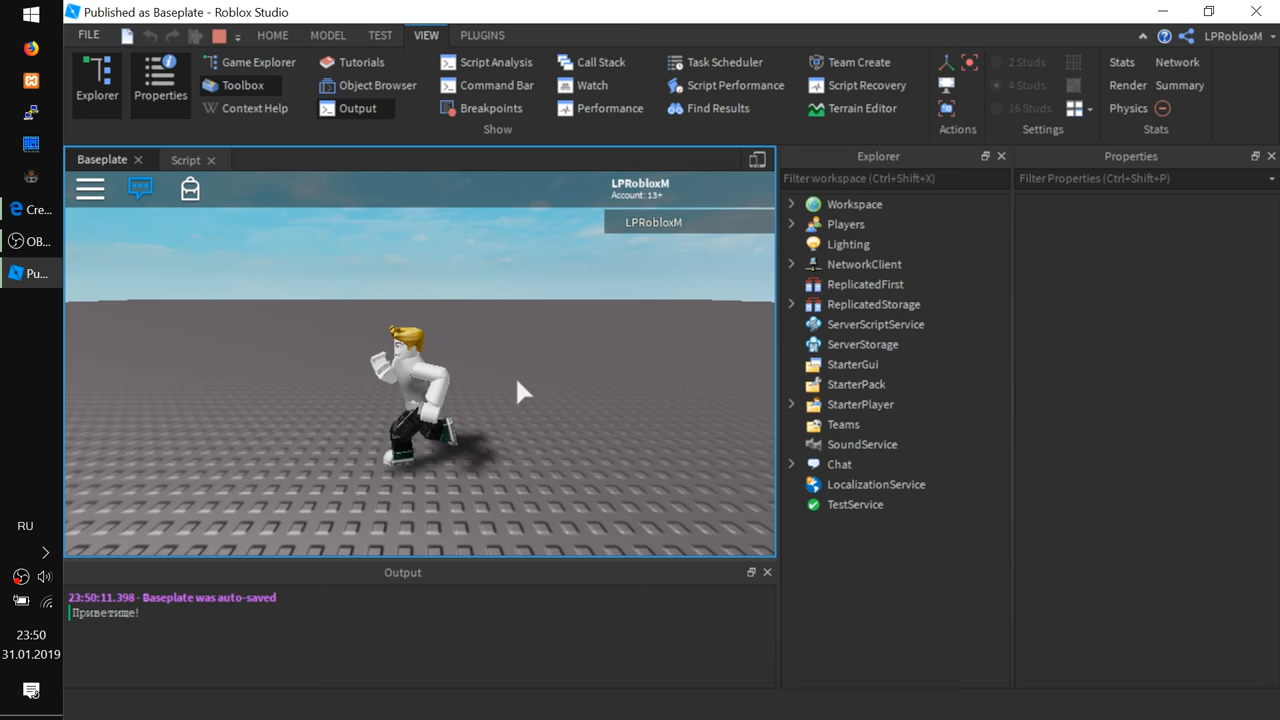 Published as Baseplate - Roblox Studio
FILE HOME MODEL TEST VIEW PLUGINS LPRobloxM
Explorer
Properties
Game Explorer
Toolbox
Context Help
Tutorials
Object Browser
Output
Script Analysis
Command Bar
Breakpoints
Call Stack
Watch
Performance
Task Scheduler
Script Performance
Find Results
Team Create
Script Recovery
Terrain Editor
Show
Actions
2 Studs
4 Studs
16 Studs
Settings
Stats Network
Render Summary
Physics
Stats
Cre...
OB...
Pu...
RU
23:50
31.01.2019
Baseplate
Script
LPRobloxM
Account: 13+
LPRobloxM
Output
23:50:11.398 - Baseplate was auto-saved
Приветище!
Explorer
Filter workspace (Ctrl+Shift+X)
Workspace
Players
Lighting
NetworkClient
ReplicatedFirst
ReplicatedStorage
ServerScriptService
ServerStorage
StarterGui
StarterPack
StarterPlayer
Teams
SoundService
Chat
LocalizationService
TestService
Properties
Filter Properties (Ctrl+Shift+P)